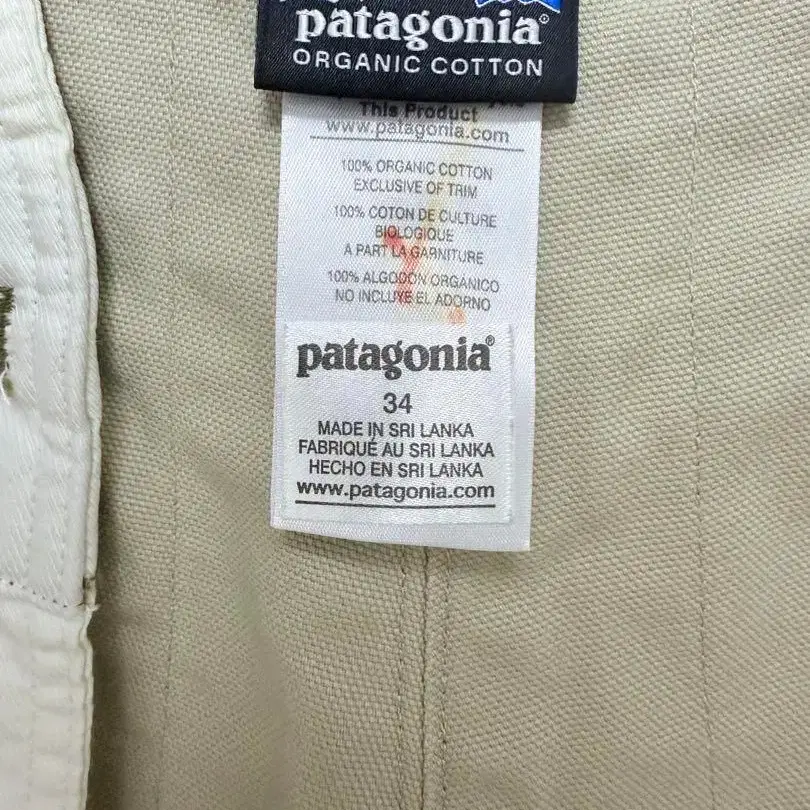 patagonia®
ORGANIC COTTON
This Product
www.patagonia.com
100% ORGANIC COTTON
EXCLUSIVE OF TRIM
100% COTON DE CULTURE
BIOLOGIQUE
A PART LA GARNITURE
100% ALGODON ORGANICO
NO INCLUYE EL ADORNO
patagonia®
34
MADE IN SRI LANKA
FABRIQUÉ AU SRI LANKA
HECHO EN SRI LANKA
www.patagonia.com